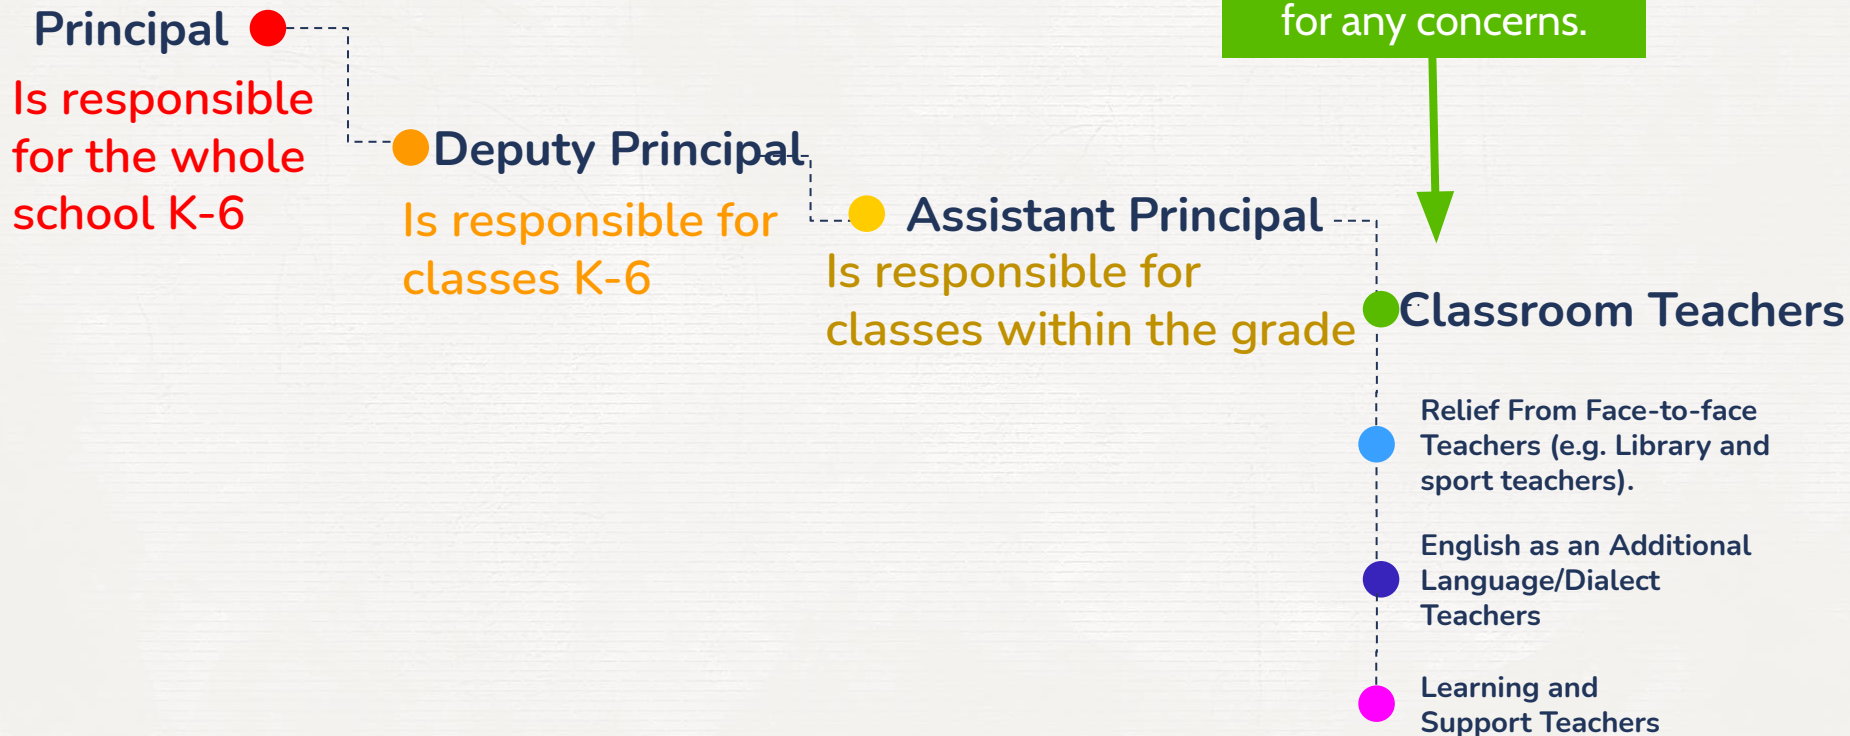 Principal
Is responsible
for the whole
school K-6
Deputy Principal
Is responsible for
classes K-6
for any concerns.
Assistant Principal
Is responsible for
classes within the grade
Classroom Teachers
Relief From Face-to-face
Teachers (e.g. Library and
sport teachers).
English as an Additional
Language/Dialect
Teachers
Learning and
Support Teachers